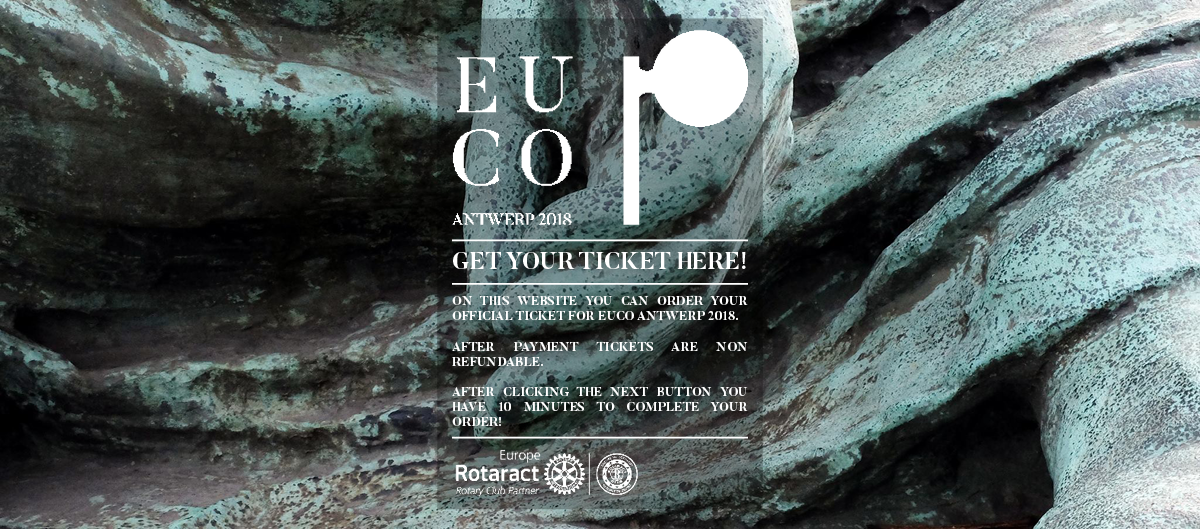 EU
CO
ANTWERP 2018
GET YOUR TICKET HERE!
ON THIS WEBSITE YOU CAN ORDER YOUR
OFFICIAL TICKET FOR EUCO ANTWERP 2018.
AFTER PAYMENT TICKETS ARE NON
REFUNDABLE.
AFTER CLICKING THE NEXT BUTTON YOU
HAVE 10 MINUTES TO COMPLETE YOUR
ORDER!
Europe
Rotaract
Rotary Club Partner